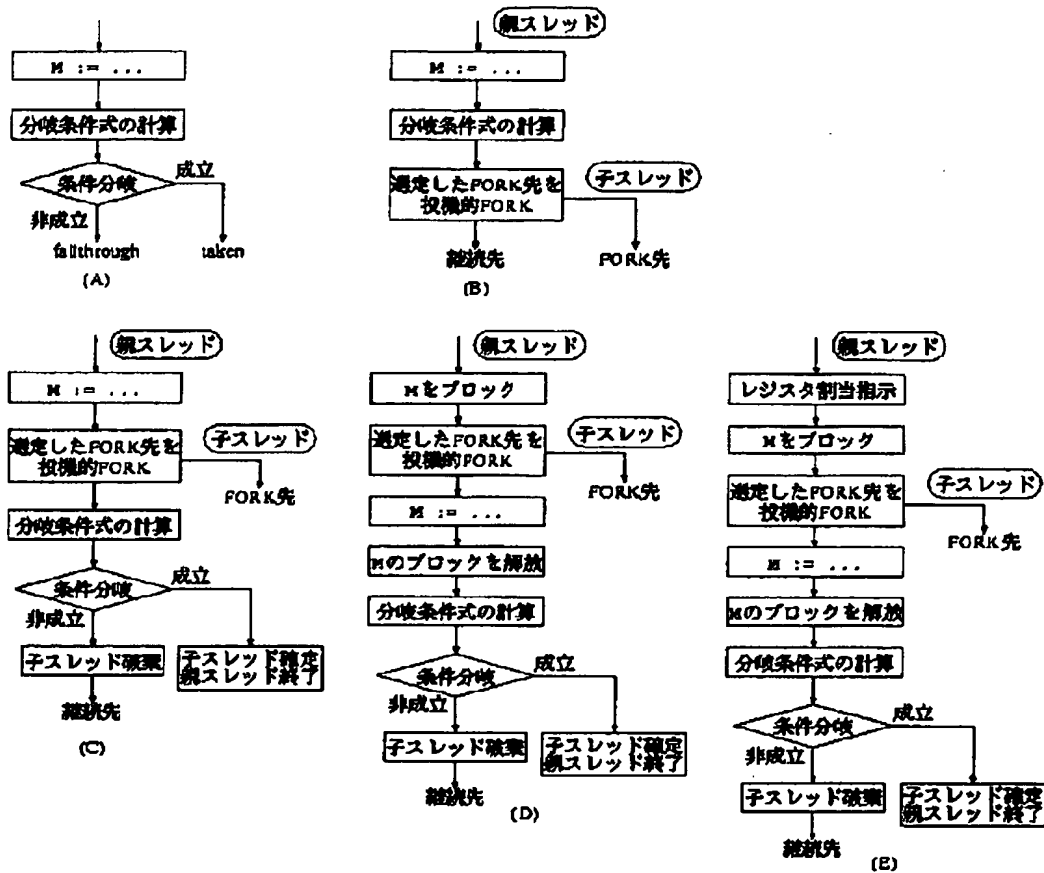 M := ...
分岐条件式の計算
条件分岐
成立
非成立
fallthrough
taken
(A)
親スレッド
M := ...
分岐条件式の計算
選定したFORK先を
投機的FORK
子スレッド
継続先
FORK先
(B)
親スレッド
M := ...
選定したFORK先を
投機的FORK
子スレッド
FORK先
分岐条件式の計算
条件分岐
成立
非成立
子スレッド破棄
子スレッド確定
親スレッド終了
継続先
(C)
親スレッド
Mをブロック
選定したFORK先を
投機的FORK
子スレッド
FORK先
M := ...
Mのブロックを解放
分岐条件式の計算
条件分岐
成立
非成立
子スレッド破棄
子スレッド確定
親スレッド終了
継続先
(D)
親スレッド
レジスタ割当指示
Mをブロック
選定したFORK先を
投機的FORK
子スレッド
FORK先
M := ...
Mのブロックを解放
分岐条件式の計算
条件分岐
成立
非成立
子スレッド破棄
子スレッド確定
親スレッド終了
継続先
(E)